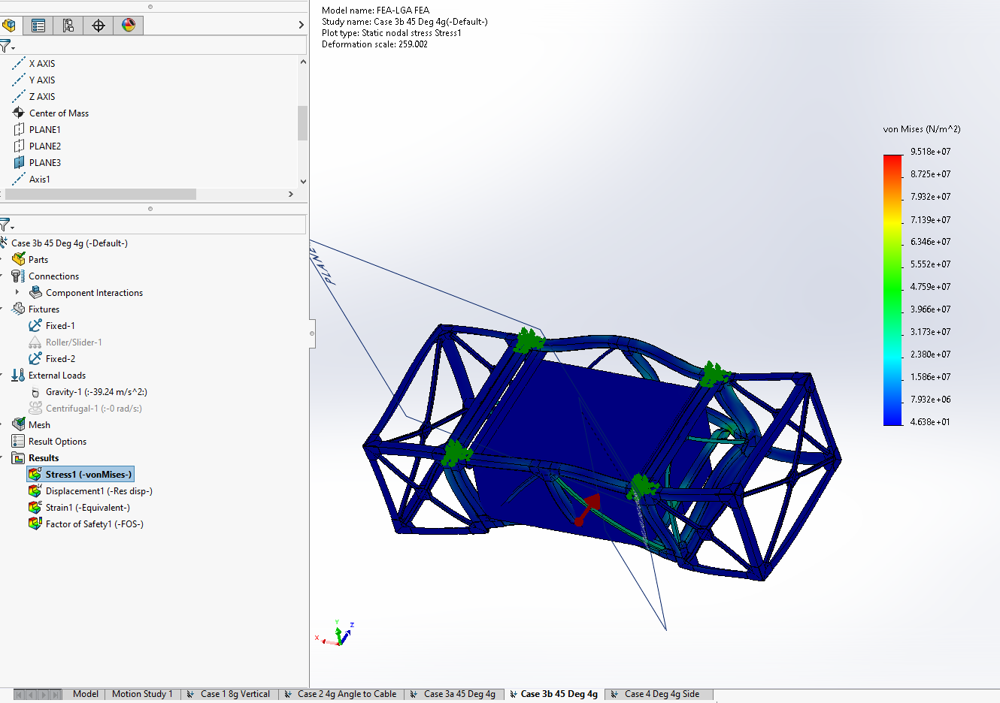 Model name: FEA-LGA FEA
Study name: Case 3b 45 Deg 4g(-Default-)
Plot type: Static nodal stress Stress1
Deformation scale: 259.002
X AXIS
Y AXIS
Z AXIS
Center of Mass
PLANE1
PLANE2
PLANE3
Axis1
Case 3b 45 Deg 4g (-Default-)
Parts
Connections
Component Interactions
Fixtures
Fixed-1
Roller/Slider-1
Fixed-2
External Loads
Gravity-1 (:-39.24 m/s^2:)
Centrifugal-1 (:-0 rad/s:)
Mesh
Result Options
Results
Stress1 (-vonMises-)
Displacement1 (-Res disp-)
Strain1 (-Equivalent-)
Factor of Safety1 (-FOS-)
von Mises (N/m^2)
9.518e+07
8.725e+07
7.932e+07
7.139e+07
6.346e+07
5.552e+07
4.759e+07
3.966e+07
3.173e+07
2.380e+07
1.586e+07
7.932e+06
4.638e+01
Y
Z
X
Model
Motion Study 1
Case 1 8g Vertical
Case 2 4g Angle to Cable
Case 3a 45 Deg 4g
Case 3b 45 Deg 4g
Case 4 Deg 4g Side